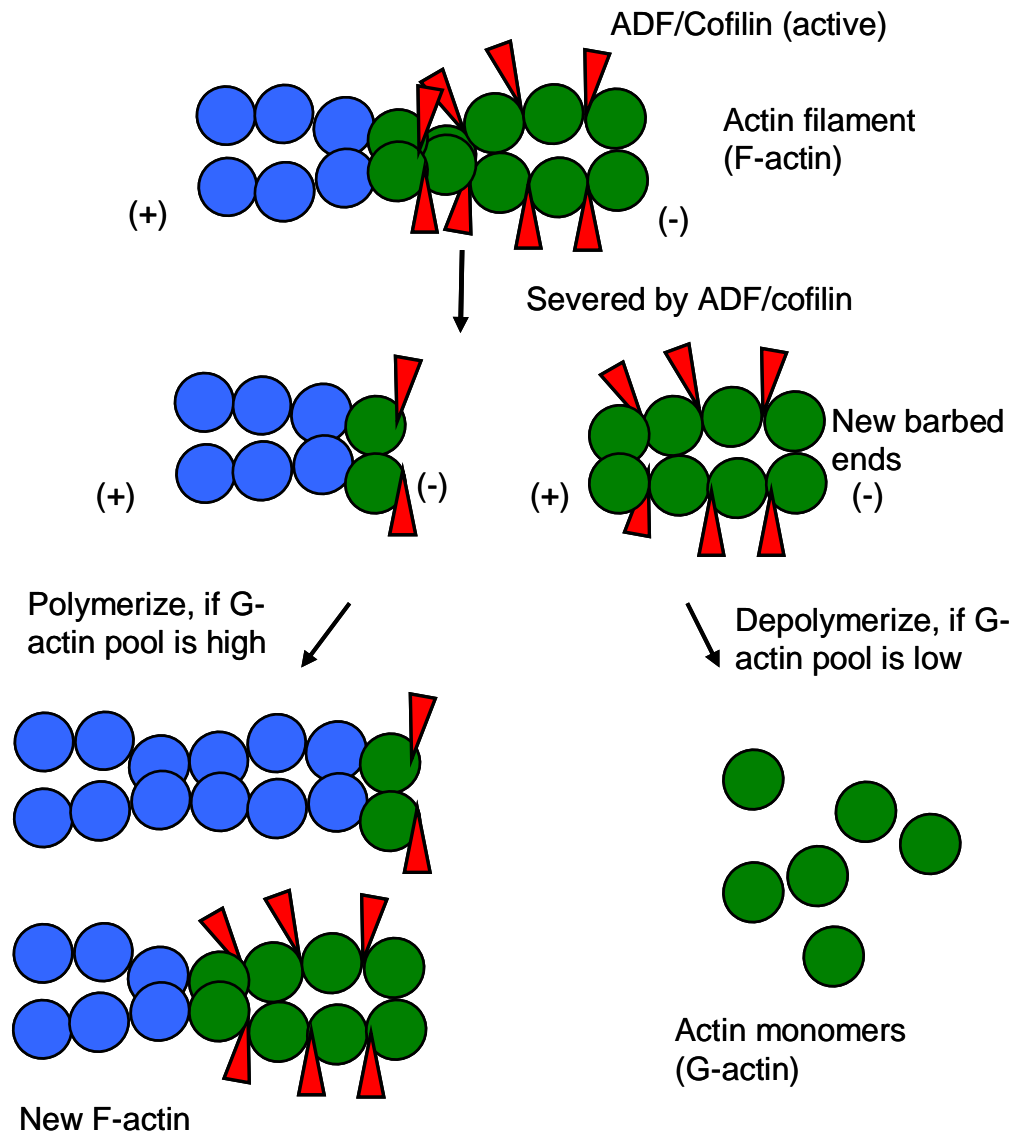 ADF/Cofilin (active)
Actin filament
(F-actin)
(+)
(-)
Severed by ADF/cofilin
New barbed
ends
(+)
(-)
(+)
(-)
Polymerize, if G-
actin pool is high
Depolymerize, if G-
actin pool is low
Actin monomers
(G-actin)
New F-actin